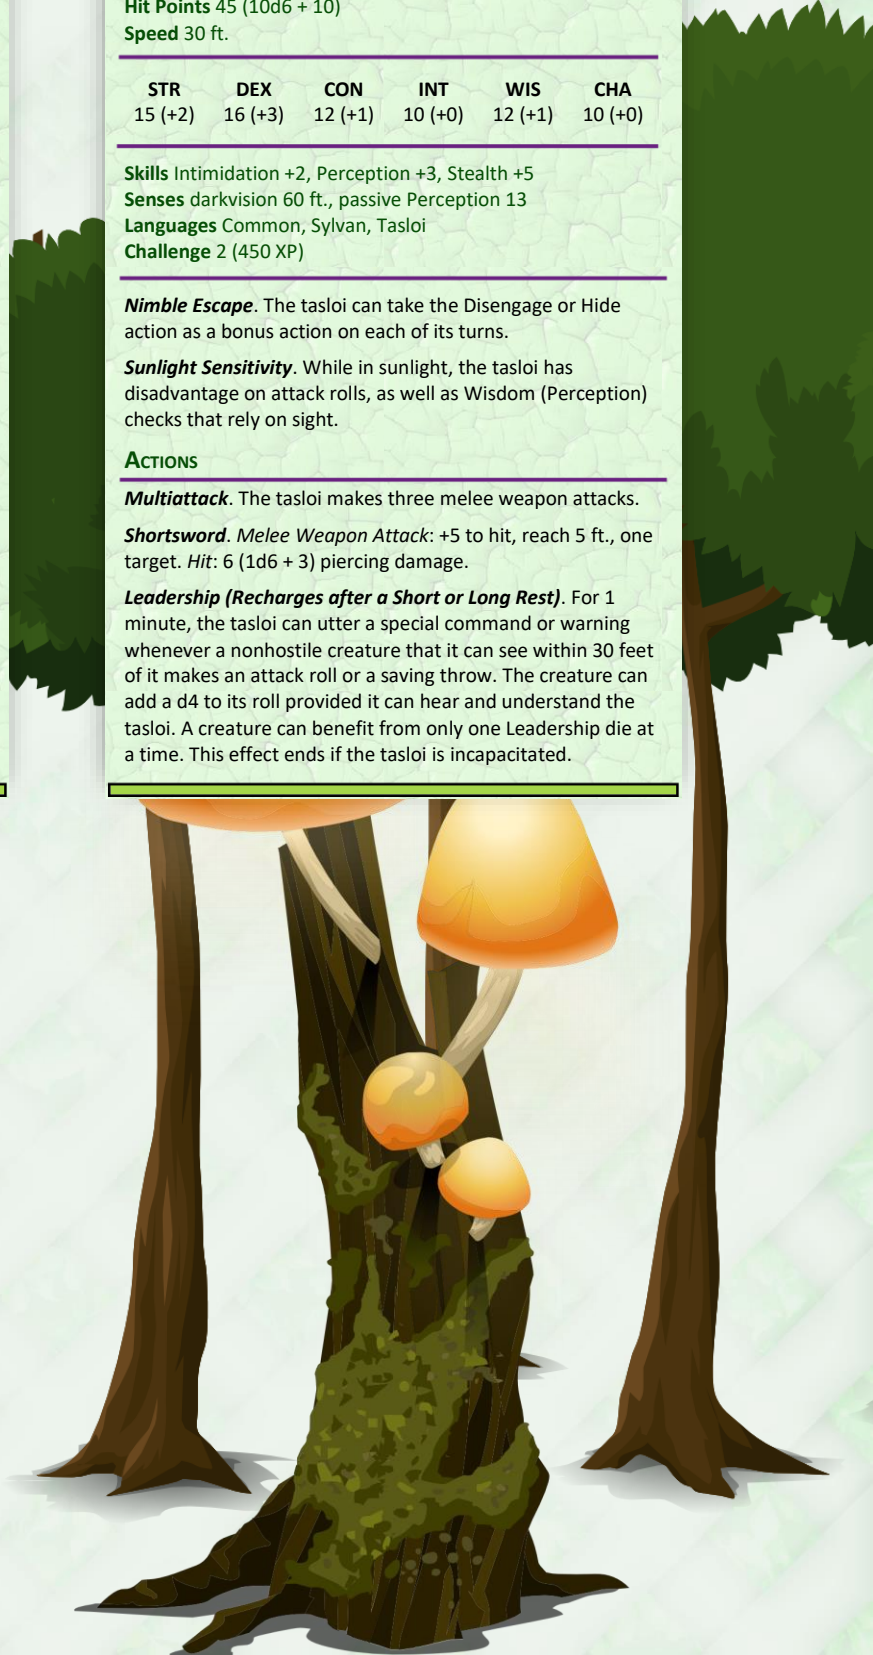 Hit Points 45 (10d6 + 10)
Speed 30 ft.
STR DEX CON INT WIS CHA
15 (+2) 16 (+3) 12 (+1) 10 (+0) 12 (+1) 10 (+0)
Skills Intimidation +2, Perception +3, Stealth +5
Senses darkvision 60 ft., passive Perception 13
Languages Common, Sylvan, Tasloi
Challenge 2 (450 XP)
Nimble Escape. The tasloi can take the Disengage or Hide
action as a bonus action on each of its turns.
Sunlight Sensitivity. While in sunlight, the tasloi has
disadvantage on attack rolls, as well as Wisdom (Perception)
checks that rely on sight.
ACTIONS
Multiattack. The tasloi makes three melee weapon attacks.
Shortsword. Melee Weapon Attack: +5 to hit, reach 5 ft., one
target. Hit: 6 (1d6 + 3) piercing damage.
Leadership (Recharges after a Short or Long Rest). For 1
minute, the tasloi can utter a special command or warning
whenever a nonhostile creature that it can see within 30 feet
of it makes an attack roll or a saving throw. The creature can
add a d4 to its roll provided it can hear and understand the
tasloi. A creature can benefit from only one Leadership die at
a time. This effect ends if the tasloi is incapacitated.